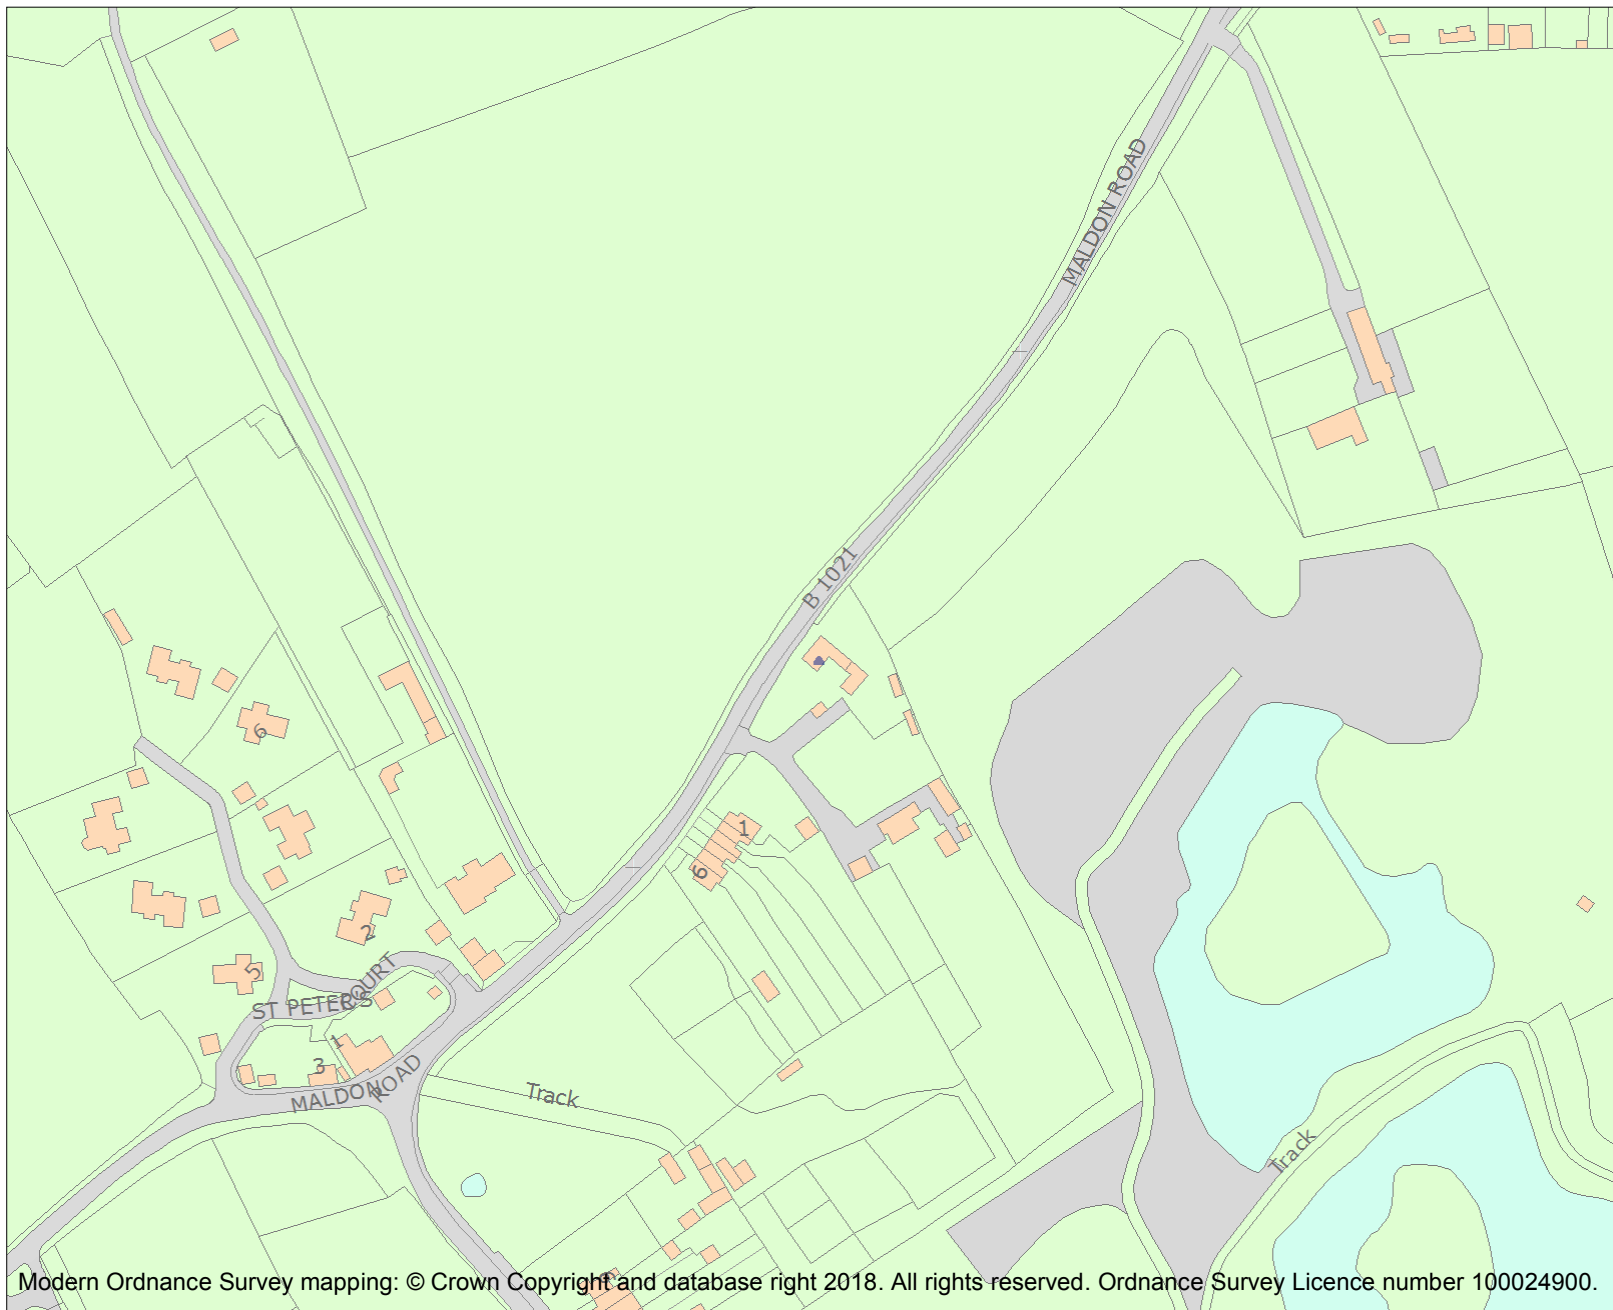 MALDON ROAD
B 1021
6
1
6
2
5
ST PETER'S
COURT
1
3
MALDON
ROAD
Track
Track
Modern Ordnance Survey mapping: © Crown Copyright and database right 2018. All rights reserved. Ordnance Survey Licence number 100024900.